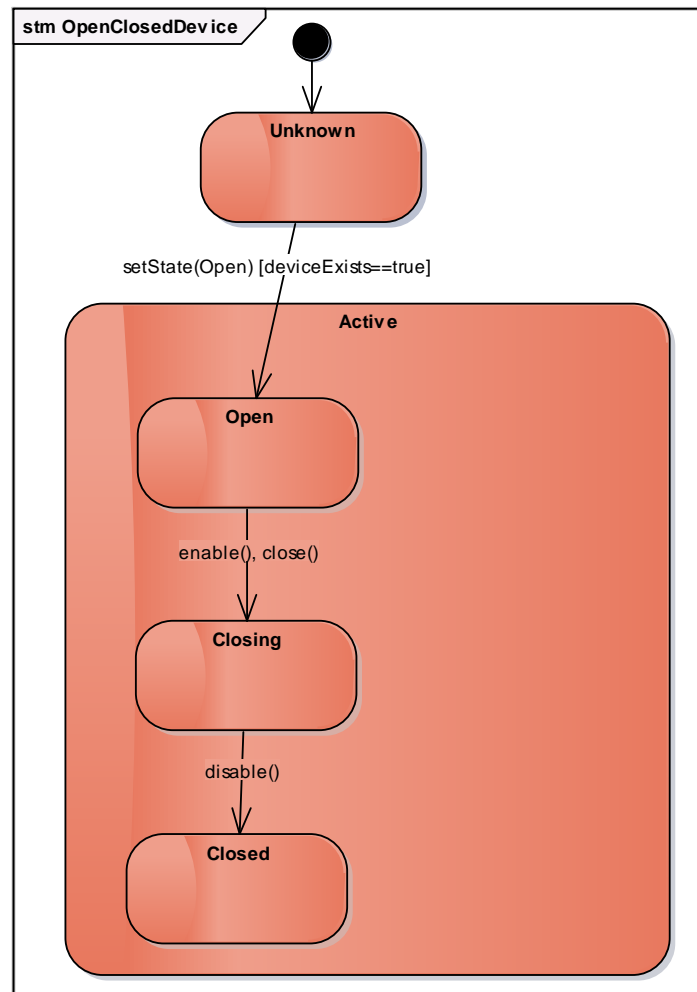 stm OpenClosedDevice
Unknown
setState(Open) [deviceExists==true]
Active
Open
enable(), close()
Closing
disable()
Closed